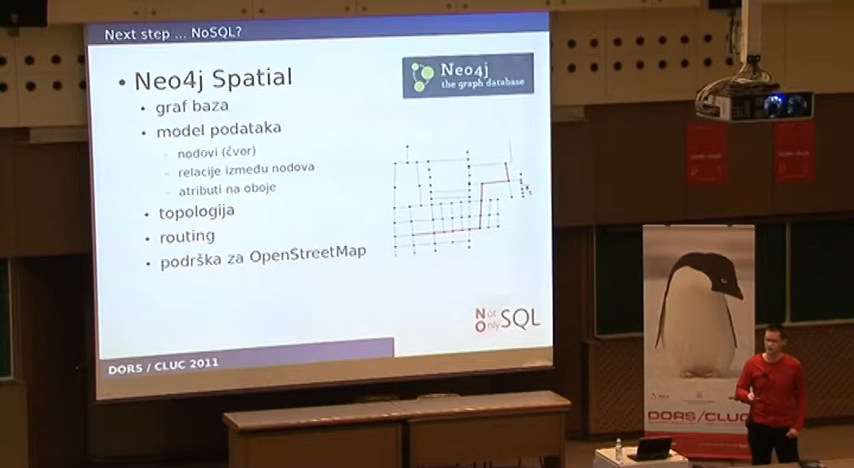 Next step ... NoSQL?
• Neo4j Spatial
• graf baza
• model podataka
- nodovi (čvor)
- relacije između nodova
- atributi na oboje
• topologija
• routing
• podrška za OpenStreetMap
Neo4j
the graph database
Not
Only SQL
DORS / CLUC 2011
DORS/CLUC